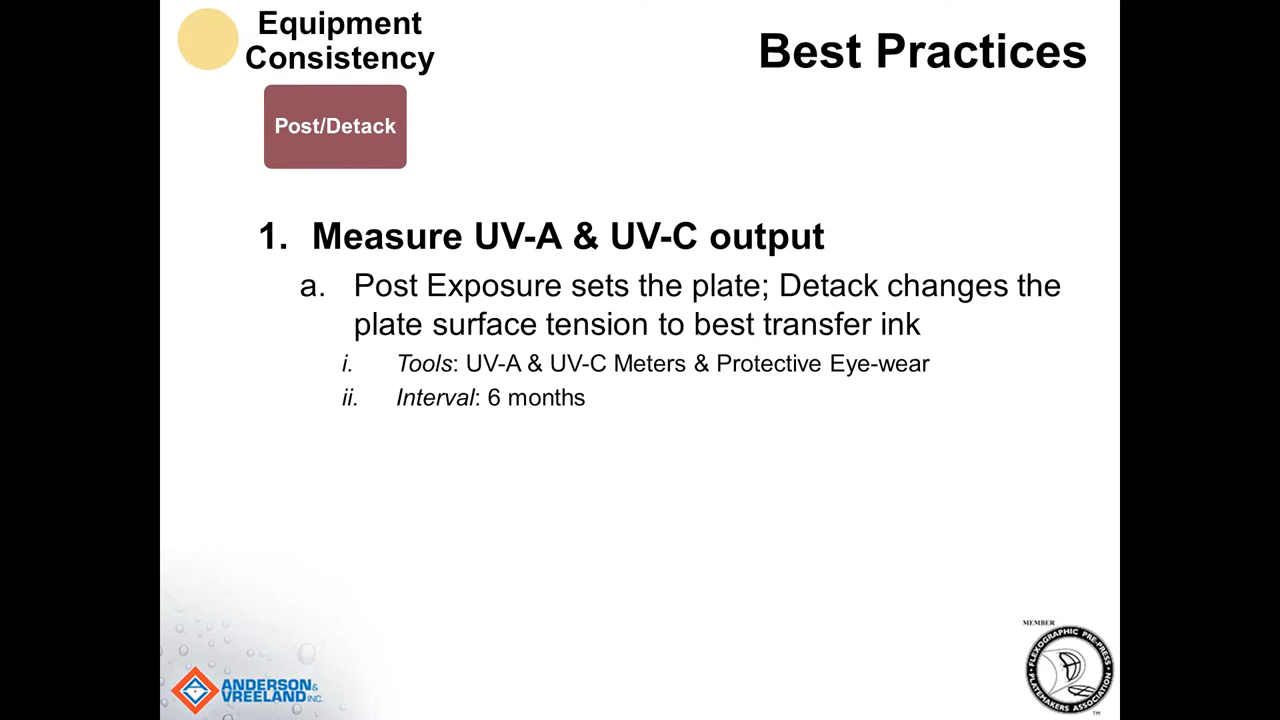 Equipment
Consistency
Best Practices
Post/Detack
1. Measure UV-A & UV-C output
a. Post Exposure sets the plate; Detack changes the
plate surface tension to best transfer ink
i. Tools: UV-A & UV-C Meters & Protective Eye-wear
ii. Interval: 6 months
MEMBER
FLEXOGRAPHIC PRE-PRESS
PLATEMAKERS ASSOCIATION
TM
ANDERSON &
VREELAND INC.